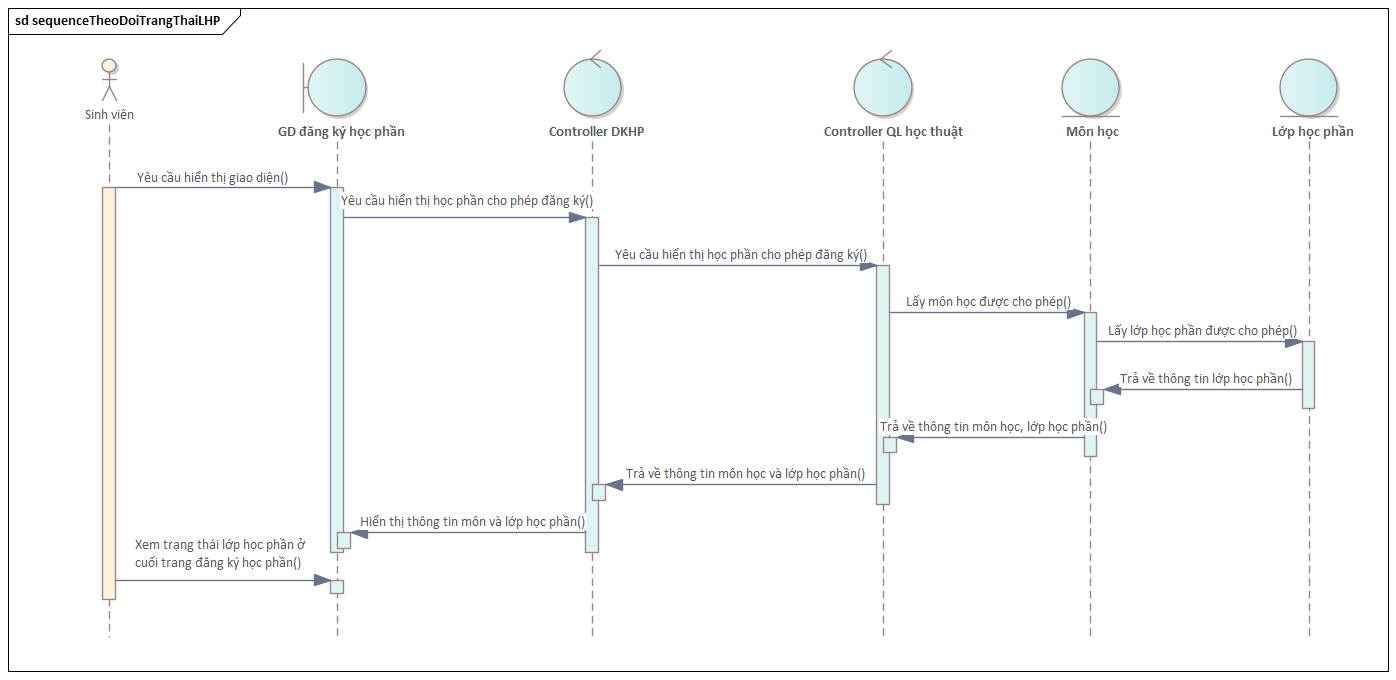 sd sequenceTheoDoiTrangThaiLHP
Sinh viên
GD đăng ký học phần
Controller DKHP
Controller QL học thuật
Môn học
Lớp học phần
Yêu cầu hiển thị giao diện()
Yêu cầu hiển thị học phần cho phép đăng ký()
Yêu cầu hiển thị học phần cho phép đăng ký()
Lấy môn học được cho phép()
Lấy lớp học phần được cho phép()
Trả về thông tin lớp học phần()
Trả về thông tin môn học, lớp học phần()
Trả về thông tin môn học và lớp học phần()
Hiển thị thông tin môn và lớp học phần()
Xem trạng thái lớp học phần ở
cuối trang đăng ký học phần()